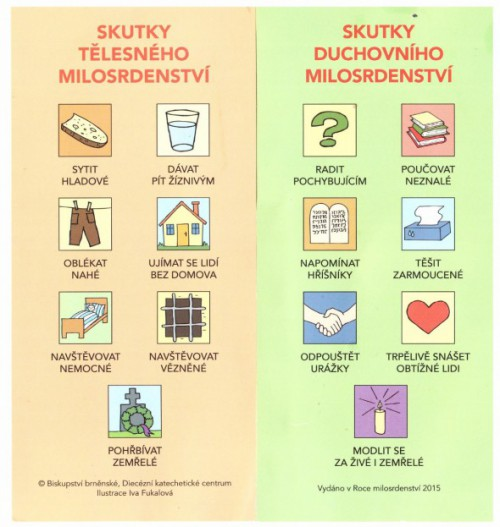 SKUTKY
TĚLESNÉHO
MILOSRDENSTVÍ
SYTIT
HLADOVÉ
DÁVAT
PÍT ŽÍZNIVÝM
OBLÉKAT
NAHÉ
UJÍMAT SE LIDÍ
BEZ DOMOVA
NAVŠTĚVOVAT
NEMOCNÉ
NAVŠTĚVOVAT
VĚZNĚNÉ
POHŘBÍVAT
ZEMŘELÉ
© Biskupství brněnské, Diecézní katechetické centrum
Ilustrace Iva Fukalová
SKUTKY
DUCHOVNÍHO
MILOSRDENSTVÍ
RADIT
POCHYBUJÍCÍM
POUČOVAT
NEZNALÉ
NAPOMÍNAT
HŘÍŠNÍKY
TĚŠIT
ZARMOUCENÉ
ODPOUŠTĚT
URÁŽKY
TRPĚLIVĚ SNÁŠET
OBTÍŽNÉ LIDI
MODLIT SE
ZA ŽIVÉ I ZEMŘELÉ
Vydáno v Roce milosrdenství 2015